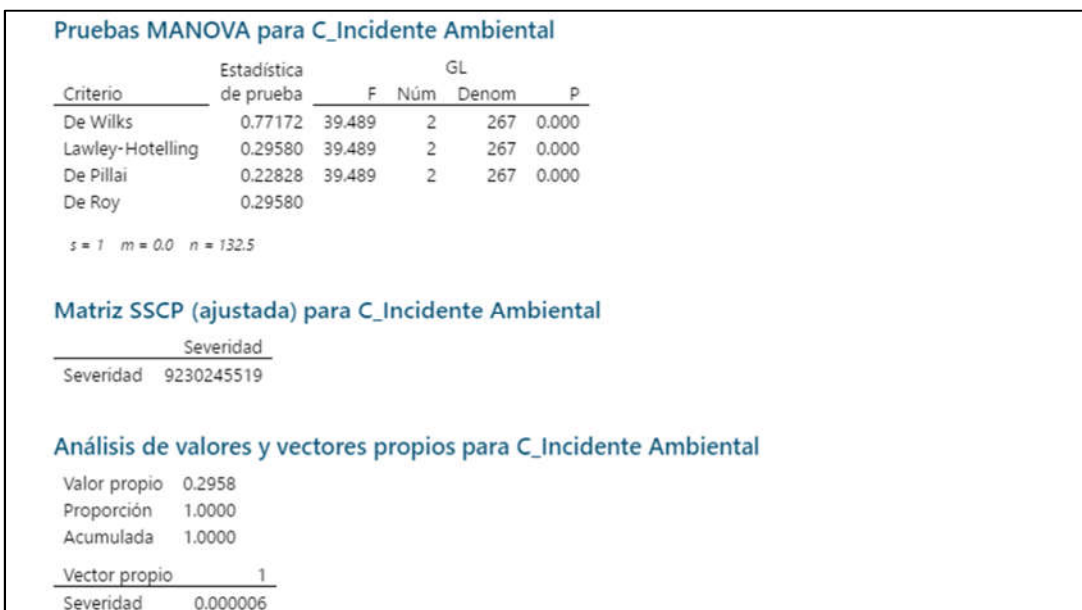 Pruebas MANOVA para C_Incidente Ambiental
Estadística GL
Criterio de prueba F Núm Denom P
De Wilks 0.77172 39.489 2 267 0.000
Lawley-Hotelling 0.29580 39.489 2 267 0.000
De Pillai 0.22828 39.489 2 267 0.000
De Roy 0.29580
s = 1 m = 0.0 n = 132.5
Matriz SSCP (ajustada) para C_Incidente Ambiental
Severidad
Severidad 9230245519
Análisis de valores y vectores propios para C_Incidente Ambiental
Valor propio 0.2958
Proporción 1.0000
Acumulada 1.0000
Vector propio 1
Severidad 0.000006